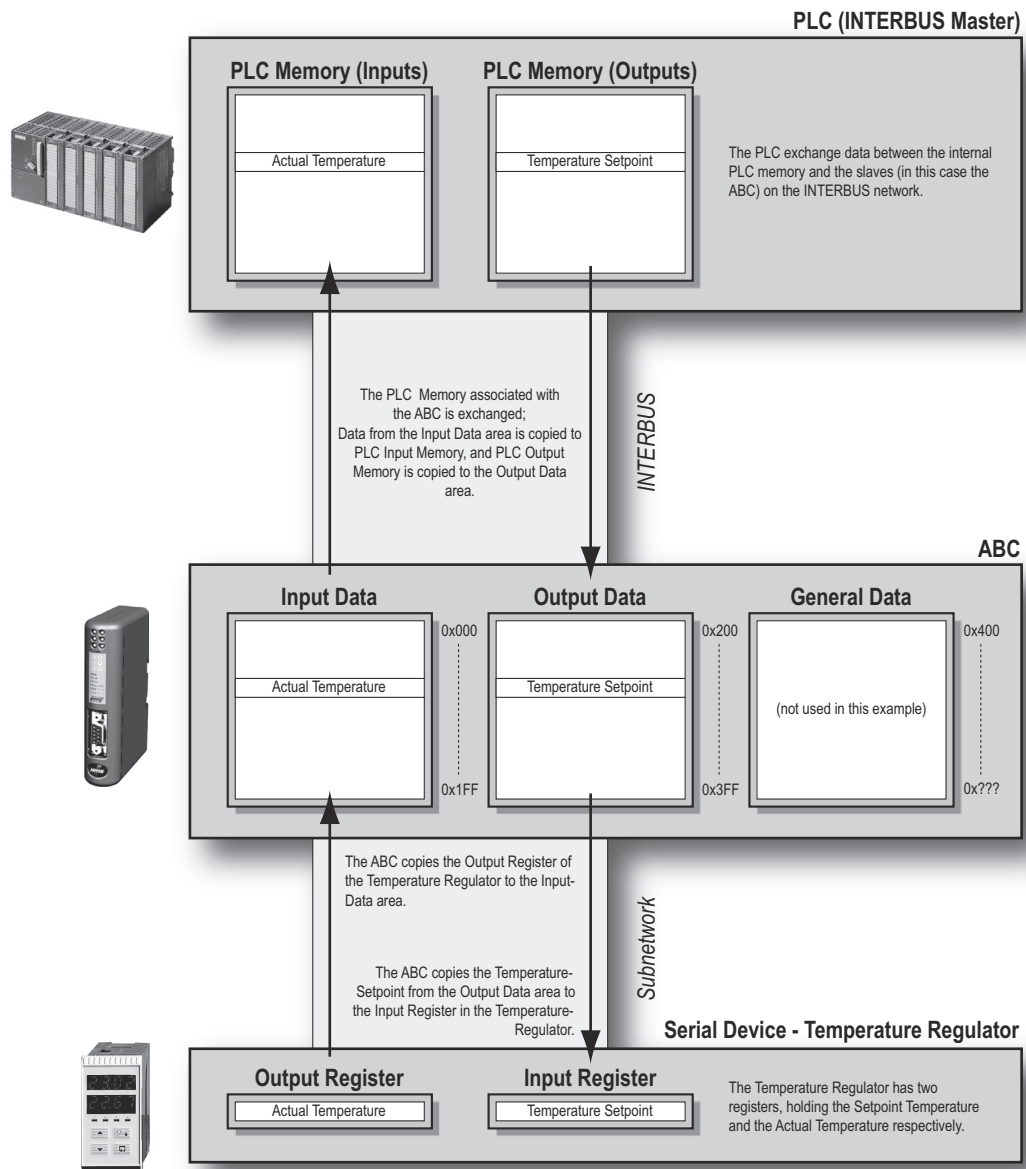 PLC (INTERBUS Master)
PLC Memory (Inputs)
PLC Memory (Outputs)
Actual Temperature
Temperature Setpoint
The PLC exchange data between the internal
PLC memory and the slaves (in this case the
ABC) on the INTERBUS network.
The PLC  Memory associated with
the ABC is exchanged;
Data from the Input Data area is copied to
PLC Input Memory, and PLC Output
Memory is copied to the Output Data
area.
INTERBUS
ABC
Input Data
Output Data
General Data
0x000
0x200
0x400
Actual Temperature
Temperature Setpoint
(not used in this example)
0x1FF
0x3FF
0x???
The ABC copies the Output Register of
the Temperature Regulator to the Input-
Data area.
The ABC copies the Temperature-
Setpoint from the Output Data area to
the Input Register in the Temperature-
Regulator.
Subnetwork
Serial Device - Temperature Regulator
Output Register
Input Register
Actual Temperature
Temperature Setpoint
The Temperature Regulator has two
registers, holding the Setpoint Temperature
and the Actual Temperature respectively.